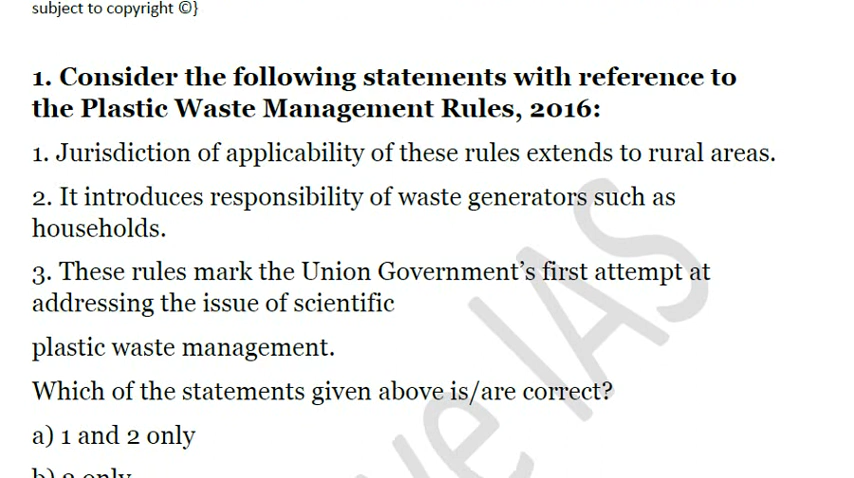 subject to copyright ©}
1. Consider the following statements with reference to
the Plastic Waste Management Rules, 2016:
1. Jurisdiction of applicability of these rules extends to rural areas.
2. It introduces responsibility of waste generators such as
households.
3. These rules mark the Union Government’s first attempt at
addressing the issue of scientific
plastic waste management.
Which of the statements given above is/are correct?
a) 1 and 2 only
IAS